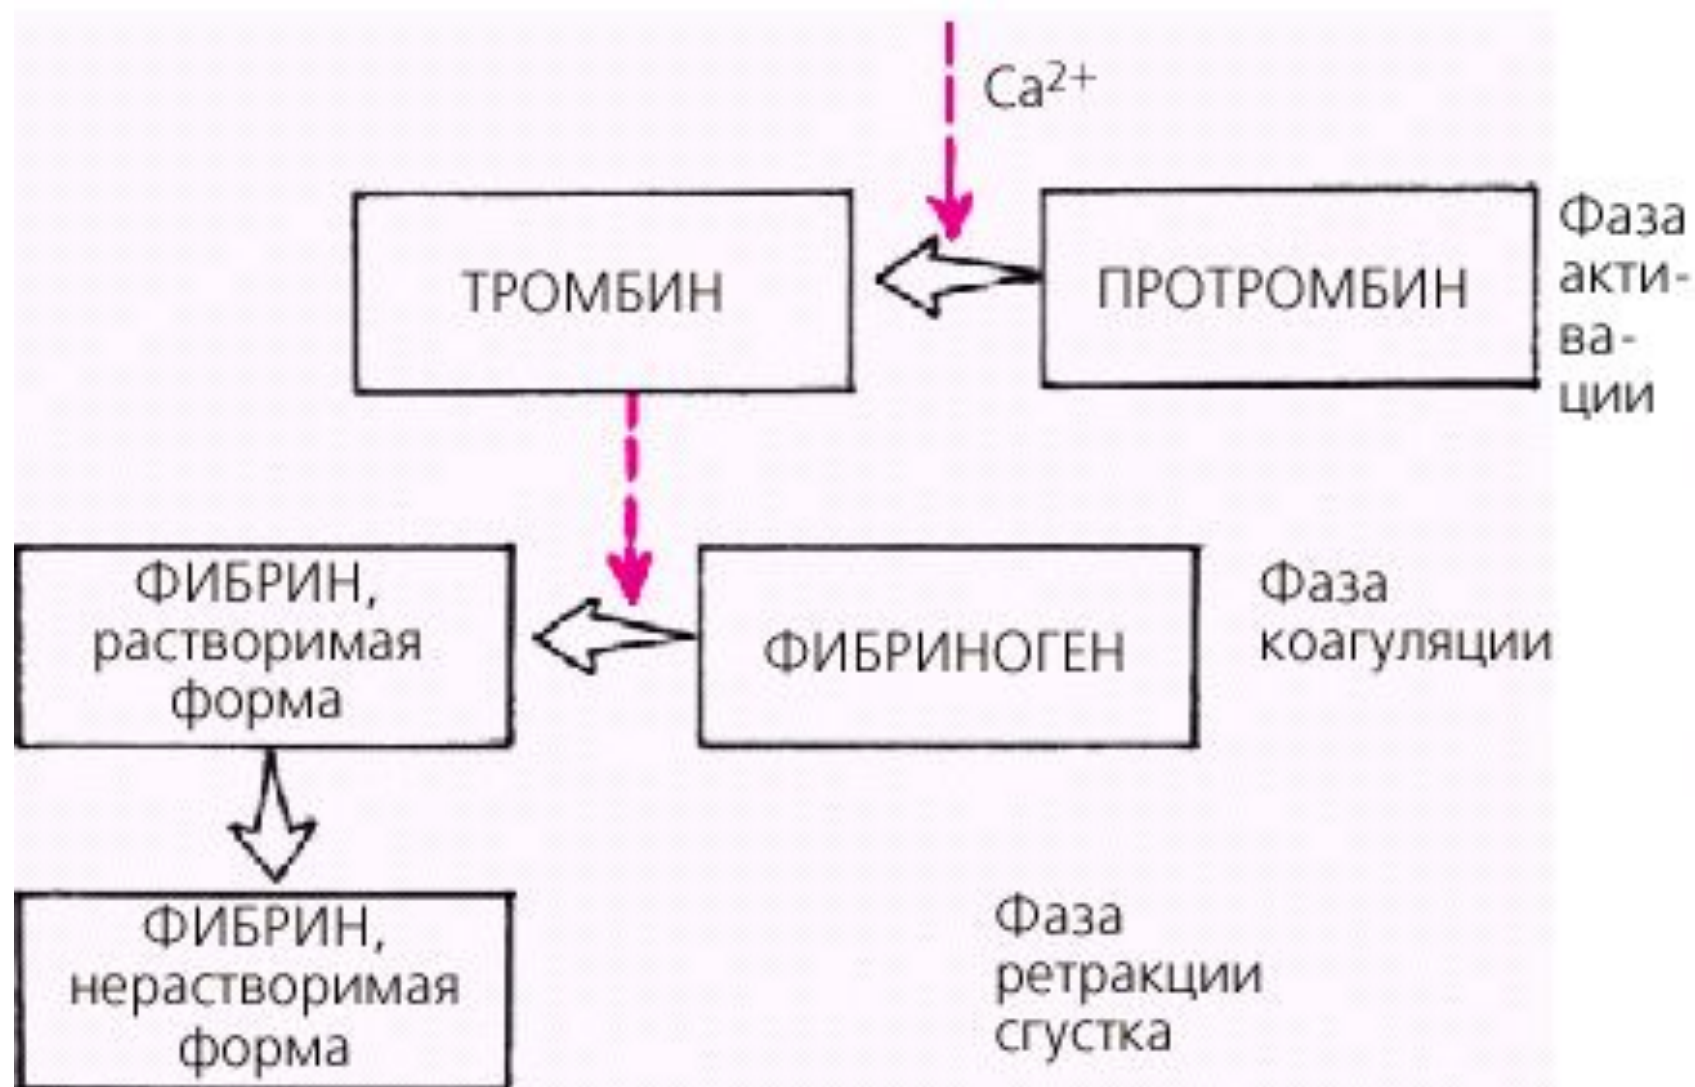 Ca2+
ТРОМБИН
ПРОТРОМБИН
Фаза
акти-
ва-
ции
ФИБРИН,
растворимая
форма
ФИБРИНОГЕН
Фаза
коагуляции
ФИБРИН,
нерастворимая
форма
Фаза
ретракции
сгустка